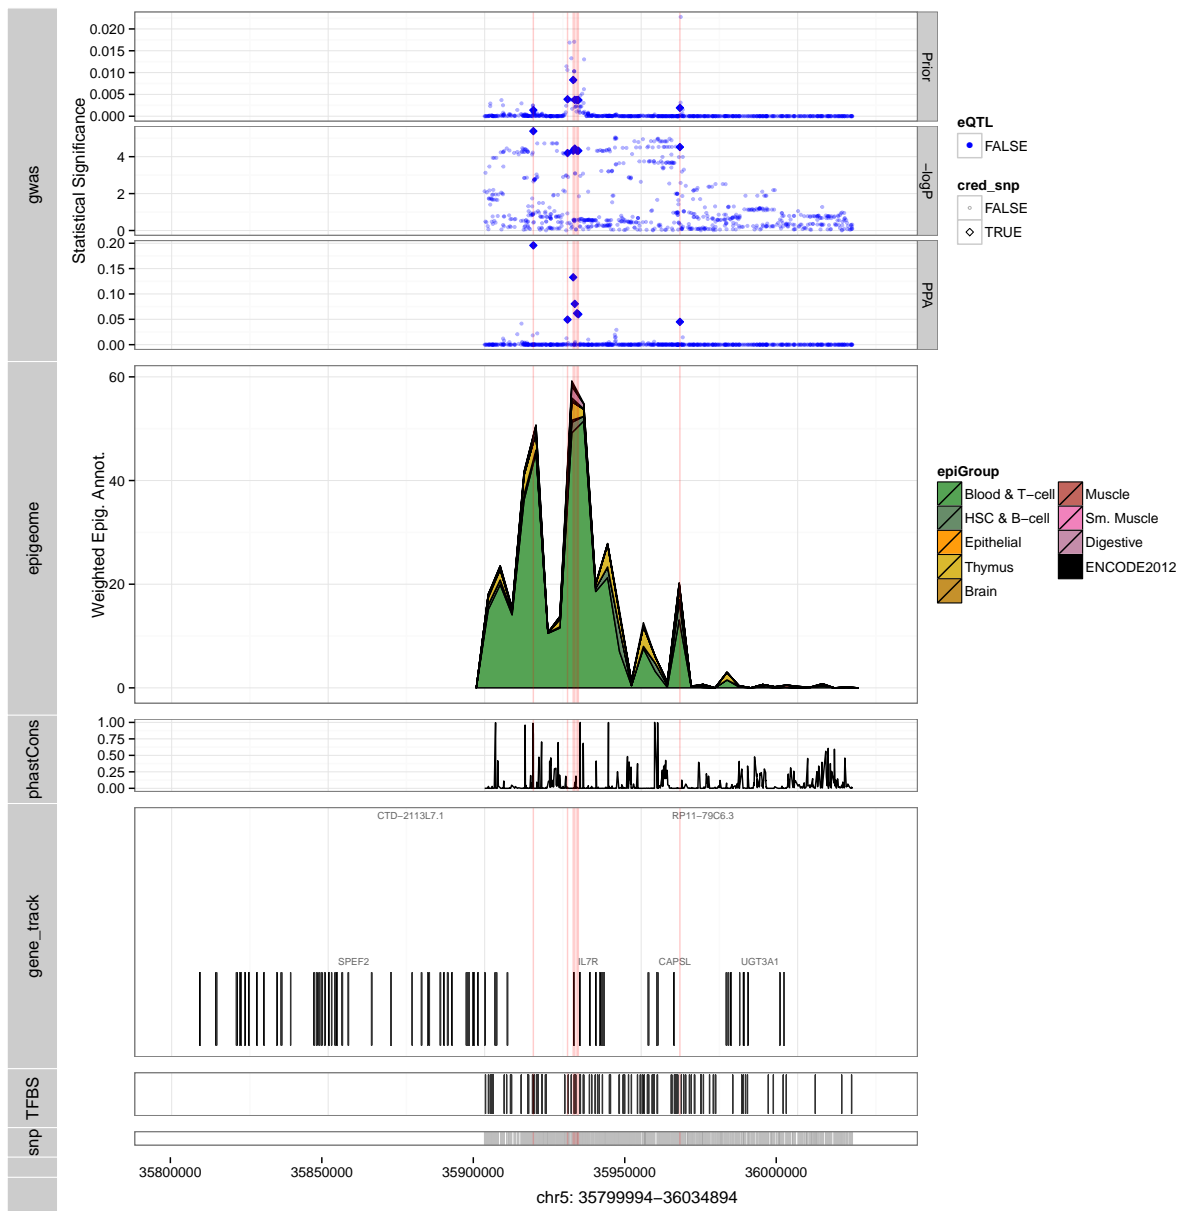 gwas
Statistical Significance
0.020
0.015
0.010
0.005
0.000
Prior
4
2
0
−logP
0.20
0.15
0.10
0.05
0.00
PPA
eQTL
FALSE
cred_snp
FALSE
TRUE
epigeome
Weighted Epig. Annot.
60
40
20
0
epiGroup
Blood & T−cell
HSC & B−cell
Epithelial
Thymus
Brain
Muscle
Sm. Muscle
Digestive
ENCODE2012
phastCons
1.00
0.75
0.50
0.25
0.00
gene_track
CTD−2113L7.1
RP11−79C6.3
SPEF2
IL7R
CAPSL
UGT3A1
TFBS
snp
35800000
35850000
35900000
35950000
36000000
chr5: 35799994−36034894